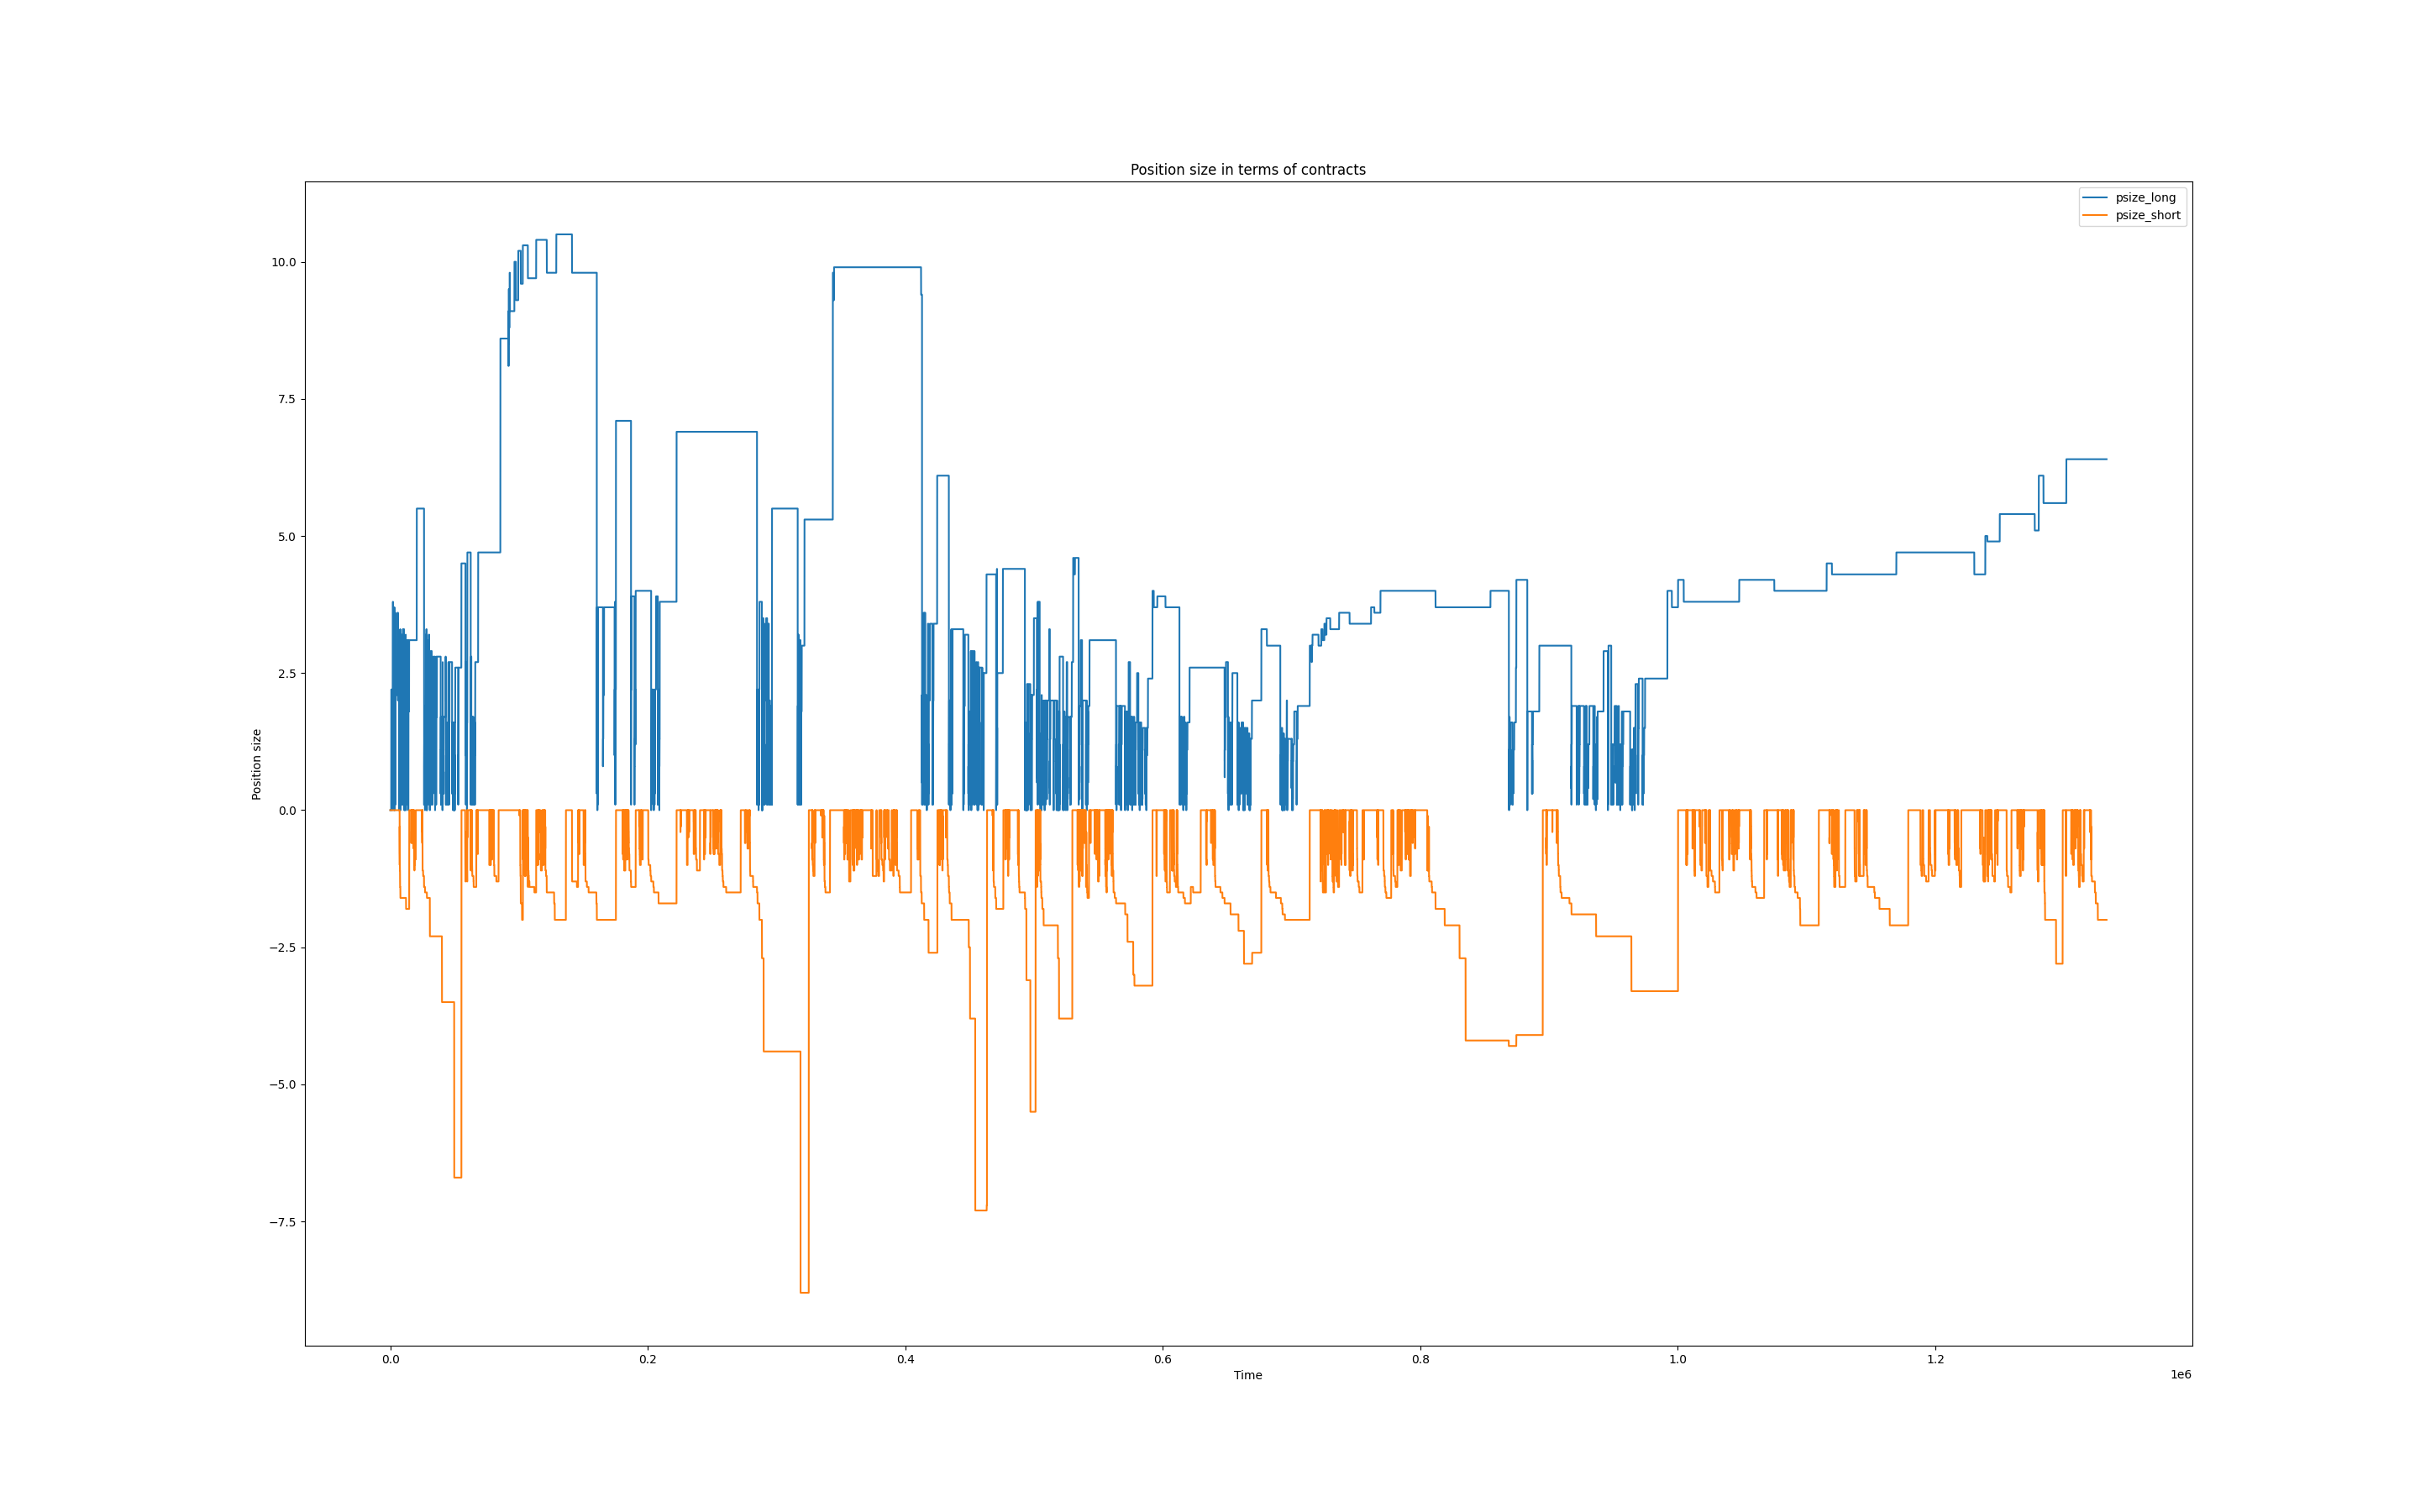 Position size in terms of contracts
psize_long
psize_short
10.0
7.5
5.0
2.5
0.0
−2.5
−5.0
−7.5
Position size
0.0 0.2 0.4 0.6 0.8 1.0 1.2
Time
1e6